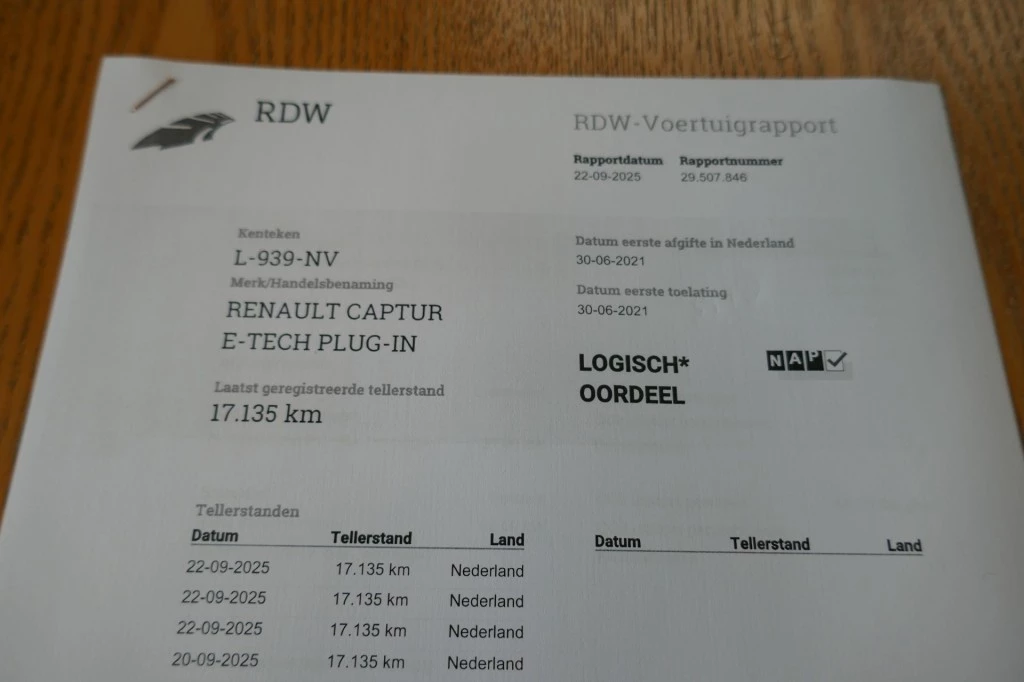 RDW
RDW-Voertuigrapport
Rapportdatum Rapportnummer
22-09-2025 29.507.846
Kenteken
L-939-NV
Merk/Handelsbenaming
RENAULT CAPTUR
E-TECH PLUG-IN
Laatst geregistreerde tellerstand
17.135 km
Datum eerste afgifte in Nederland
30-06-2021
Datum eerste toelating
30-06-2021
LOGISCH*
OORDEEL
NAP
Tellerstanden
Datum Tellerstand Land
22-09-2025 17.135 km Nederland
22-09-2025 17.135 km Nederland
22-09-2025 17.135 km Nederland
20-09-2025 17.135 km Nederland
Datum Tellerstand Land